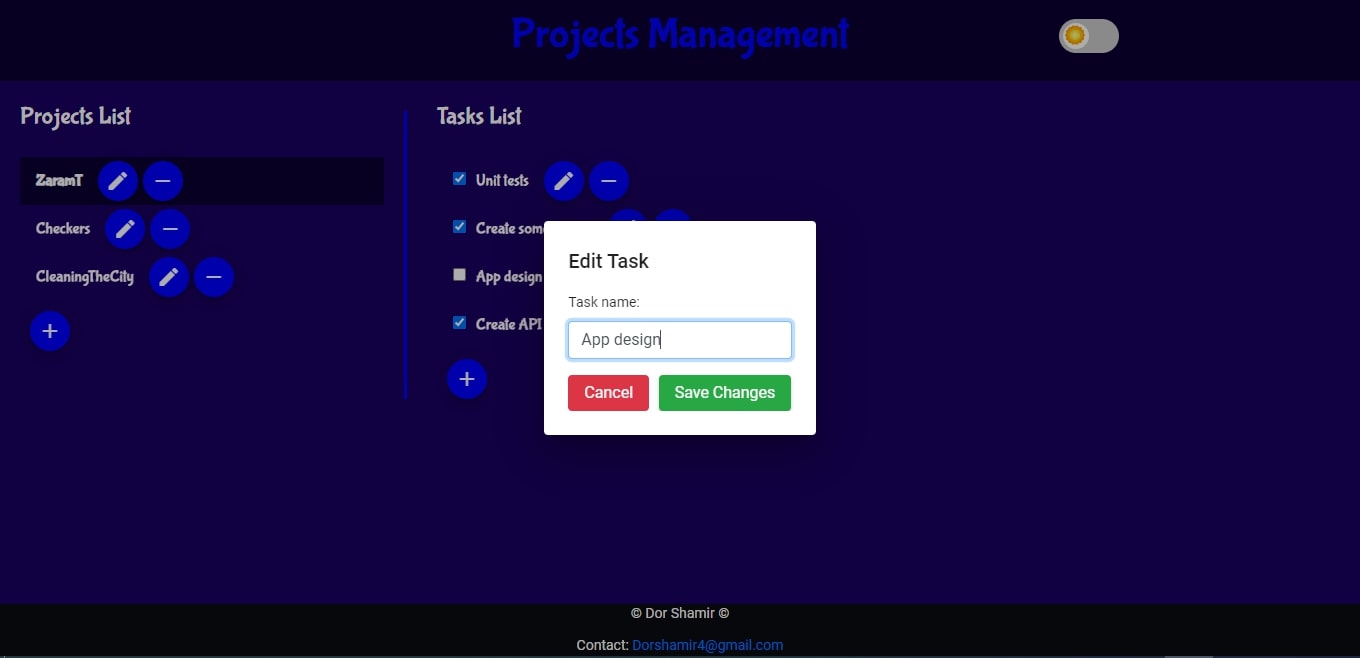 Projects Management
Projects List
Tasks List
ZaramT
Unit tests
Checkers
Create som
CleaningTheCity
App design
Create API
Edit Task
Task name:
App design
Cancel
Save Changes
© Dor Shamir ©
Contact: Dorshamir4@gmail.com